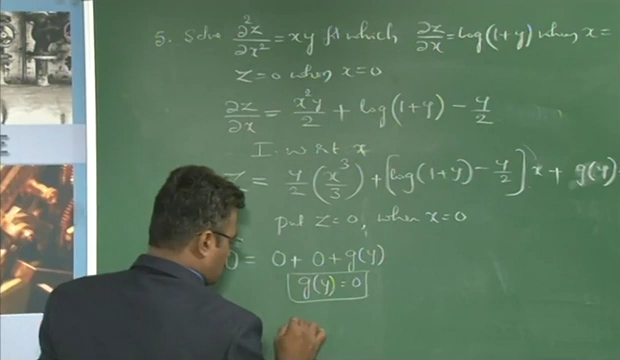 5. Solve ∂²z/∂x² = xy for which ∂z/∂x = log(1+y) when x =
z=0 when x=0
∂z/∂x = x²y/2 + log(1+y) − y/2
I. w.r.t x
z = y/2 (x³/3) + [log(1+y) − y/2] x + g(y)
put z=0, when x=0
0 = 0 + 0 + g(y)
g(y) = 0